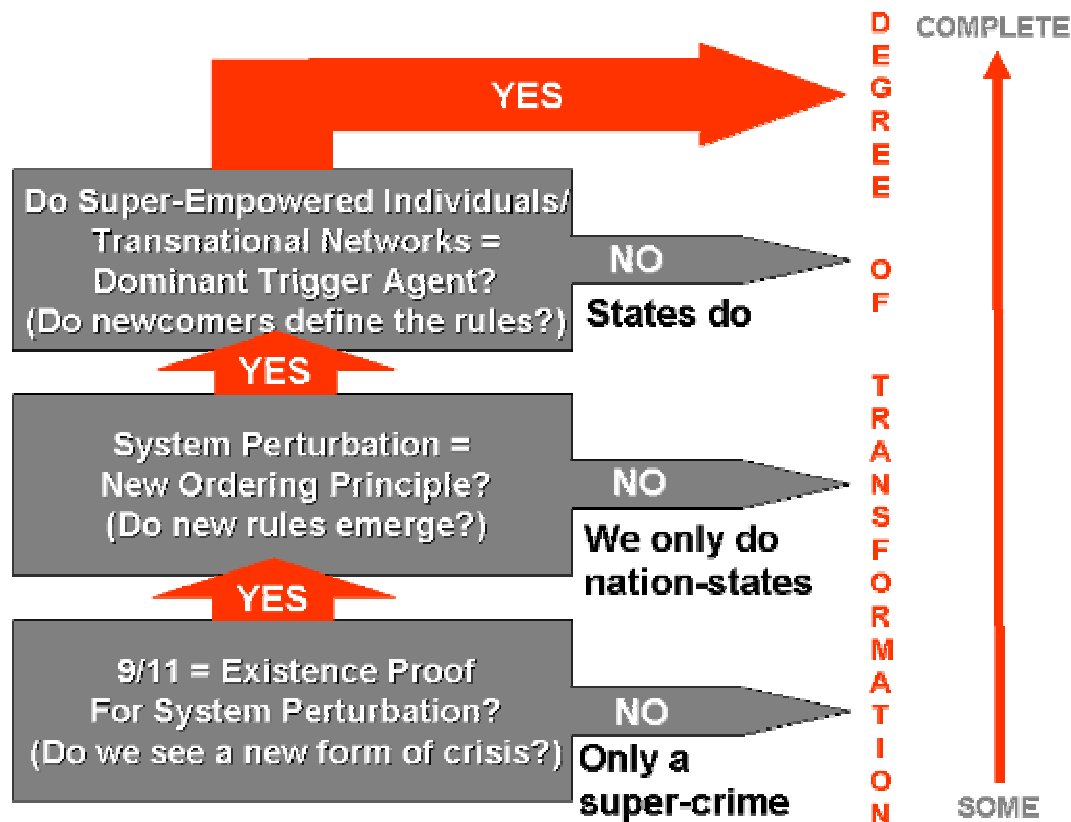 COMPLETE
YES
Do Super-Empowered Individuals/
Transnational Networks =
Dominant Trigger Agent?
(Do newcomers define the rules?)
NO
States do
YES
System Perturbation =
New Ordering Principle?
(Do new rules emerge?)
NO
We only do
nation-states
YES
9/11 = Existence Proof
For System Perturbation?
(Do we see a new form of crisis?)
NO
Only a
super-crime
DEGREE OF TRANSFORMATION
SOME